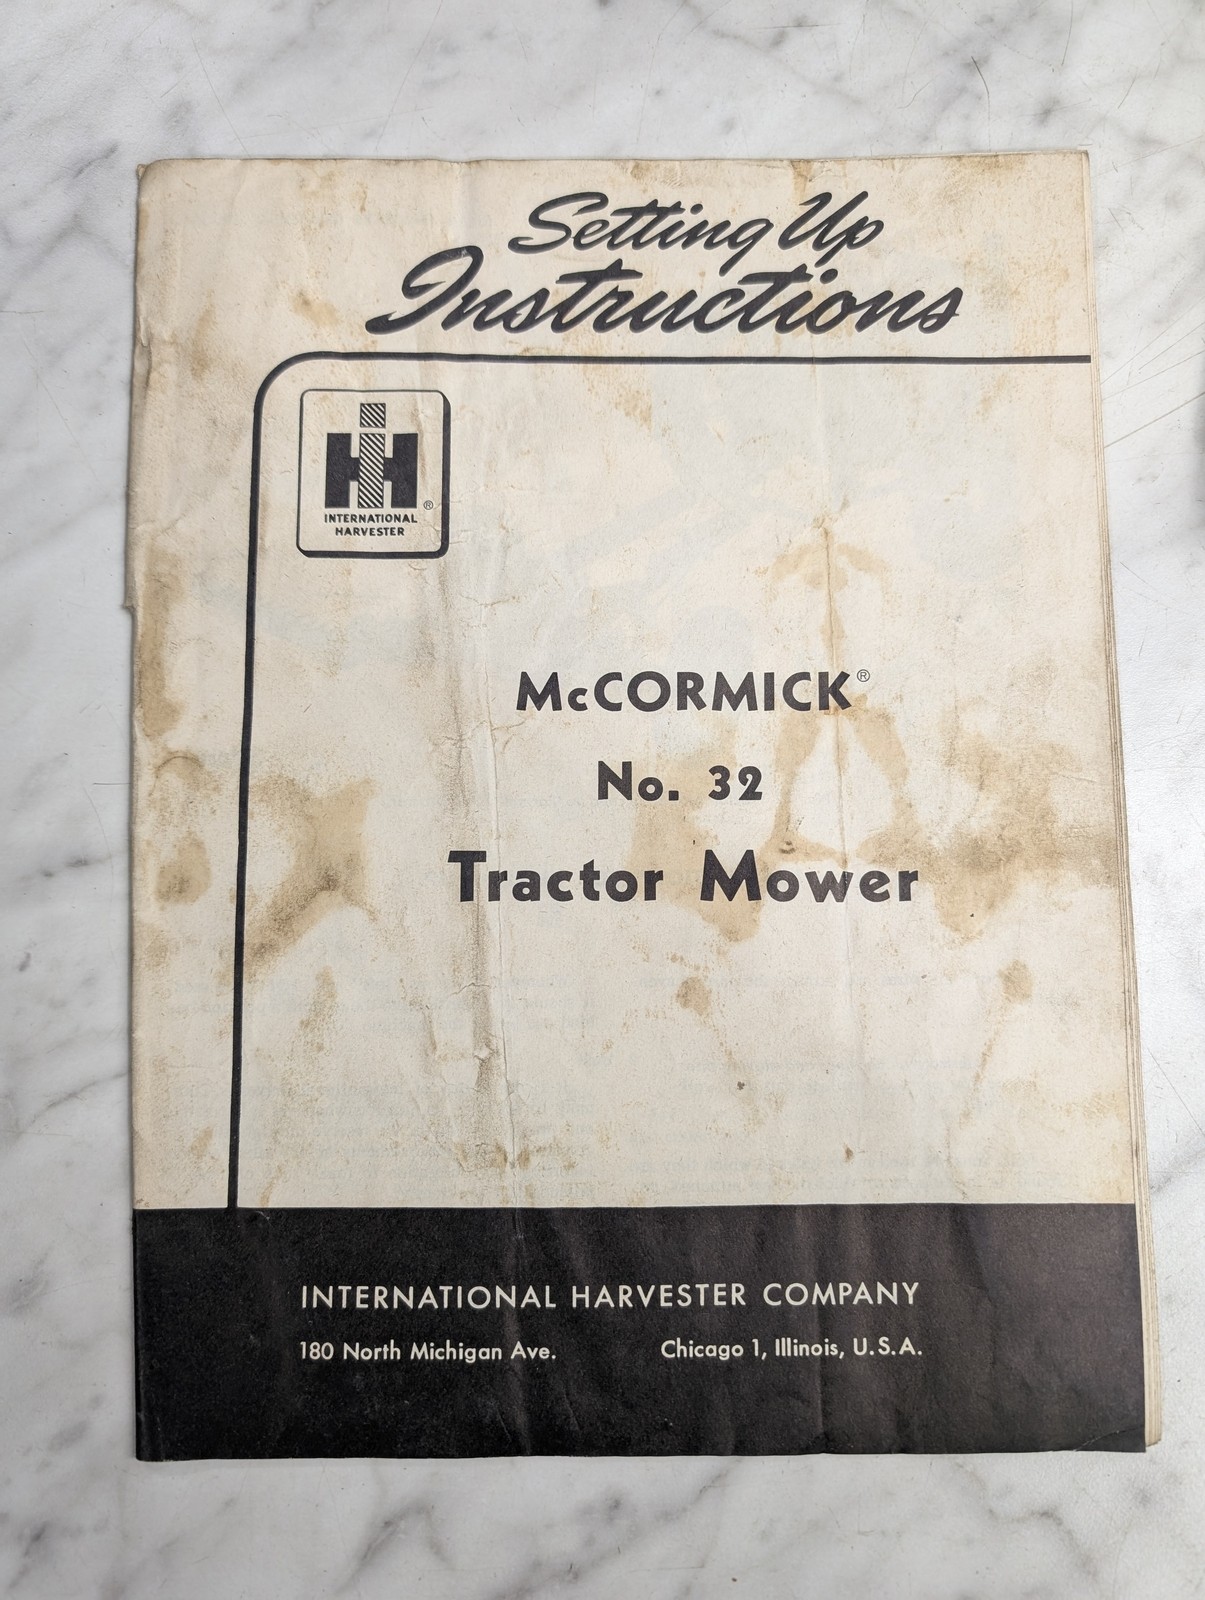 Setting Up
Instructions
IH
INTERNATIONAL
HARVESTER
®
McCORMICK®
No. 32
Tractor Mower
INTERNATIONAL HARVESTER COMPANY
180 North Michigan Ave. Chicago 1, Illinois, U.S.A.